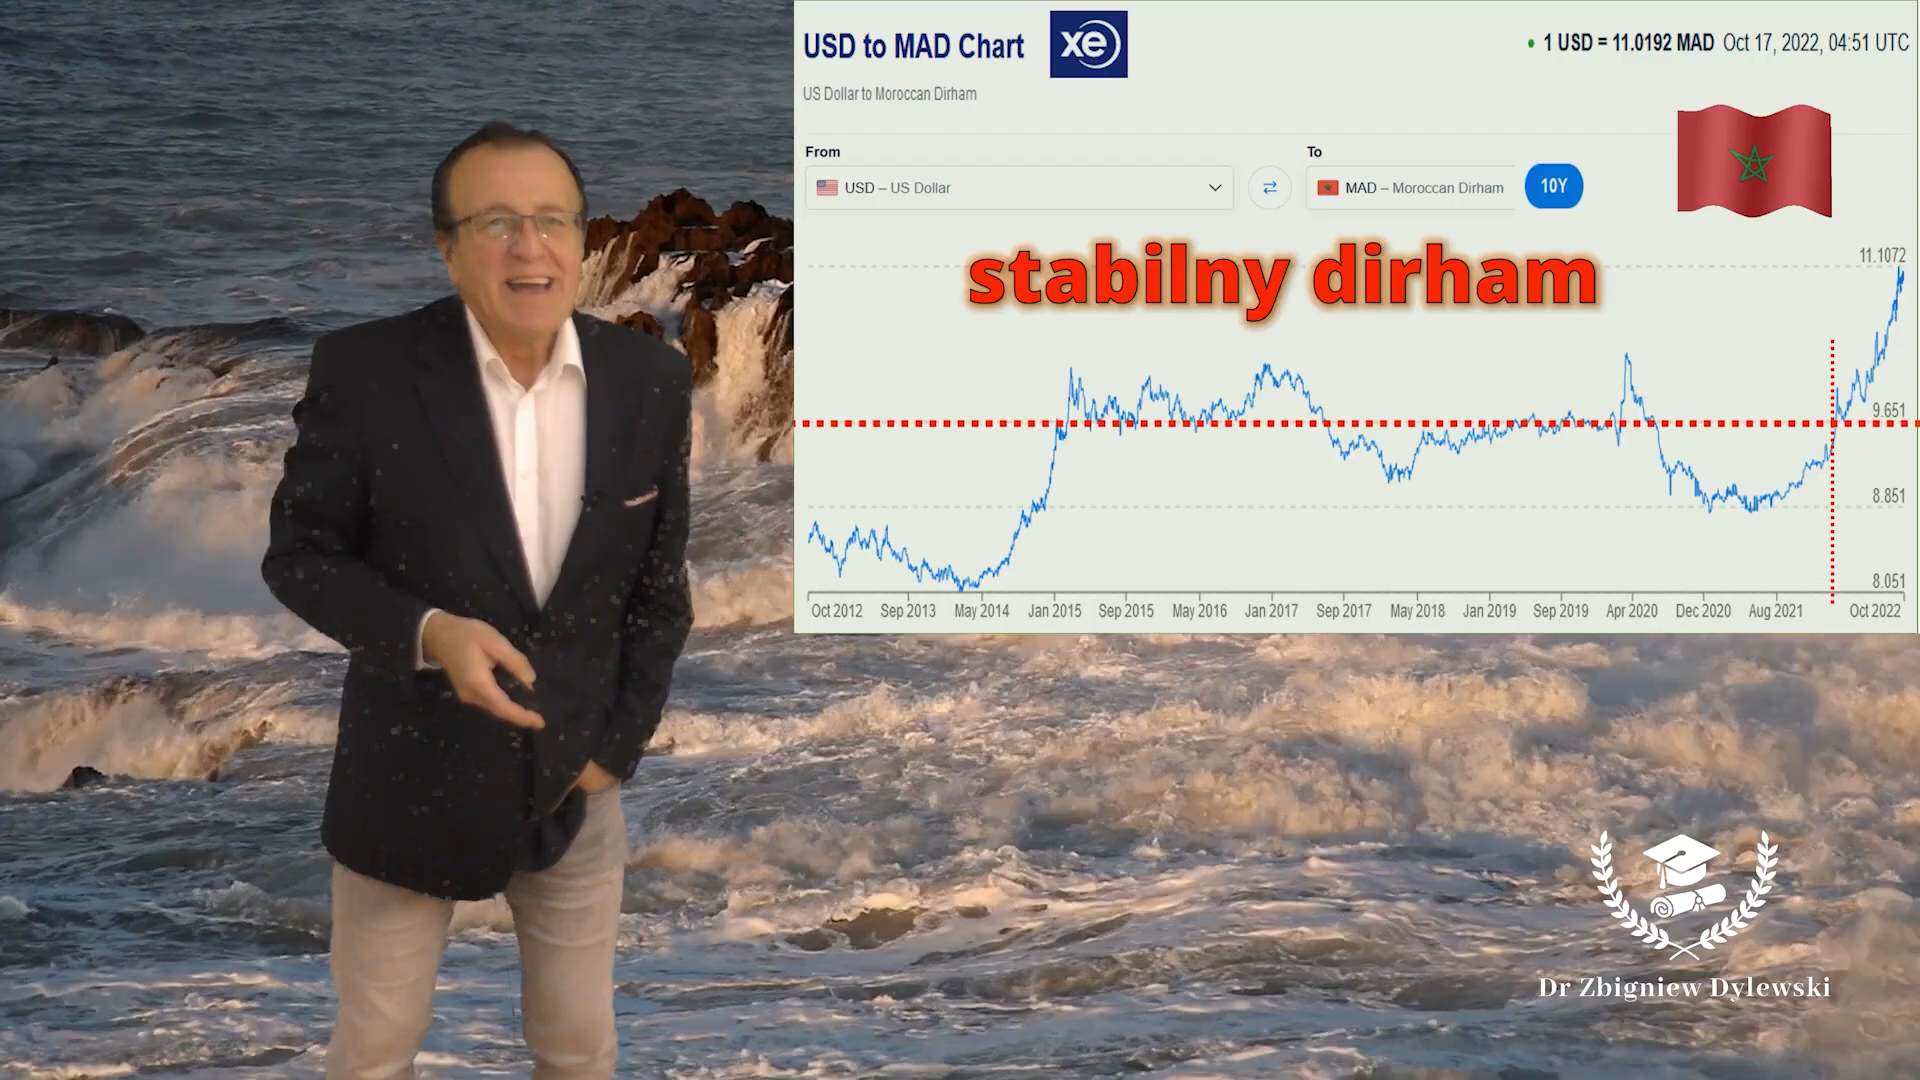 USD to MAD Chart
xe
1 USD = 11.0192 MAD Oct 17, 2022, 04:51 UTC
US Dollar to Moroccan Dirham
From
To
USD – US Dollar
MAD – Moroccan Dirham
10Y
stabilny dirham
11.1072
9.651
8.851
8.051
Oct 2012 Sep 2013 May 2014 Jan 2015 Sep 2015 May 2016 Jan 2017 Sep 2017 May 2018 Jan 2019 Sep 2019 Apr 2020 Dec 2020 Aug 2021 Oct 2022
Dr Zbigniew Dylewski